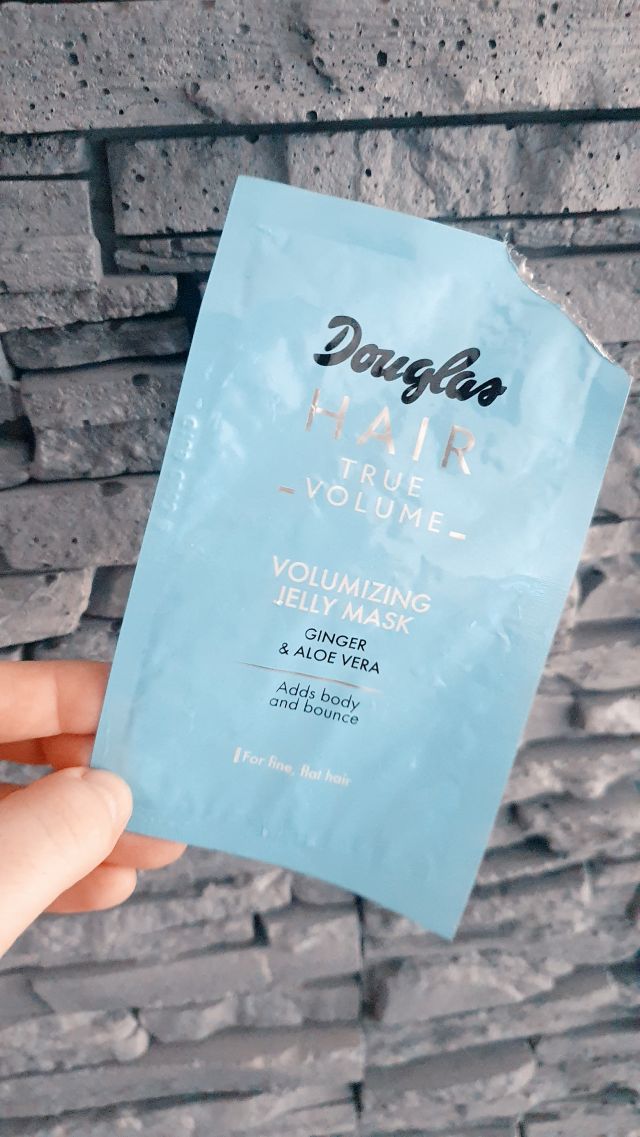 Douglas
HAIR
TRUE
-VOLUME-
VOLUMIZING
JELLY MASK
GINGER
& ALOE VERA
Adds body
and bounce
For fine, flat hair